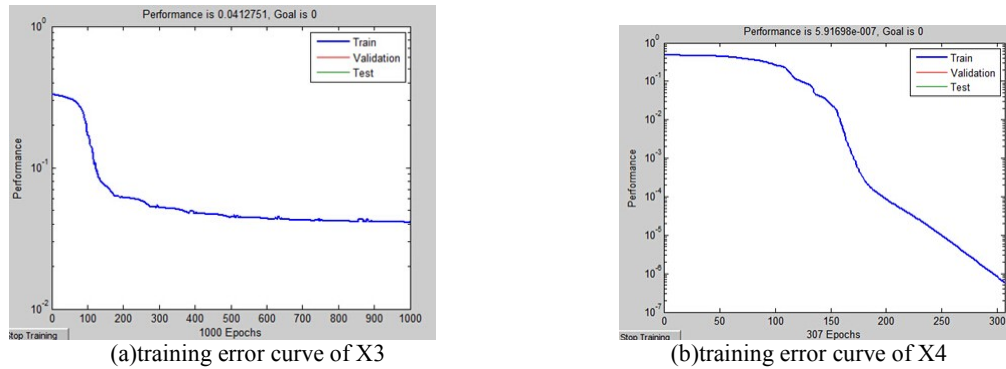 Performance is 0.0412751, Goal is 0
10^0
10^-1
10^-2
Performance
Train
Validation
Test
0 100 200 300 400 500 600 700 800 900 1000
1000 Epochs
Stop Training
(a)training error curve of X3
Performance is 5.91698e-007, Goal is 0
10^0
10^-1
10^-2
10^-3
10^-4
10^-5
10^-6
10^-7
Performance
Train
Validation
Test
0 50 100 150 200 250 300
307 Epochs
Stop Training
(b)training error curve of X4